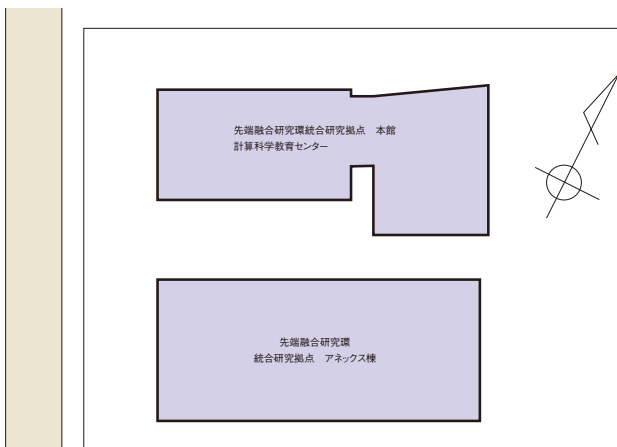 先端融合研究環統合研究拠点　本館
計算科学教育センター
先端融合研究環
統合研究拠点　アネックス棟